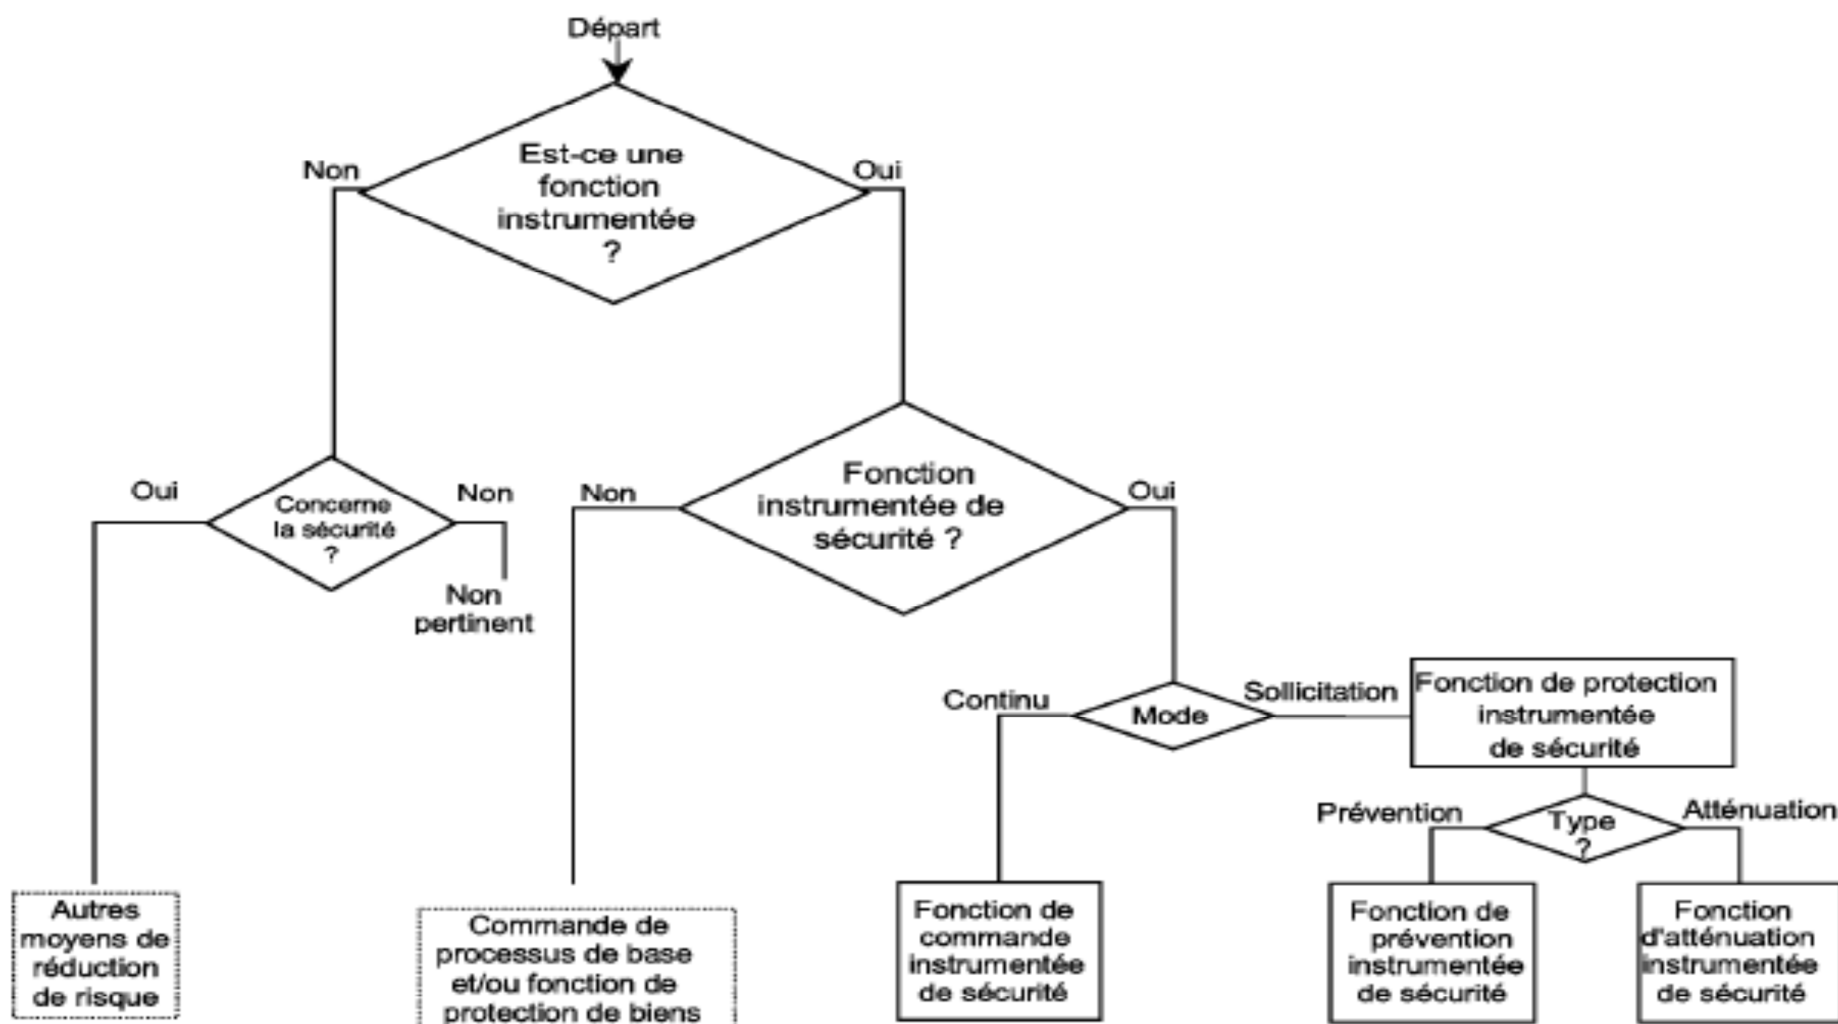 Départ
Est-ce une
fonction
instrumentée
?
Non
Oui
Oui
Concerne
la sécurité
?
Non
Non
pertinent
Non
Fonction
instrumentée de
sécurité ?
Oui
Continu
Mode
Sollicitation
Fonction de protection
instrumentée
de sécurité
Prévention
Type
?
Atténuation
Autres
moyens de
réduction
de risque
Commande de
processus de base
et/ou fonction de
protection de biens
Fonction de
commande
instrumentée
de sécurité
Fonction de
prévention
instrumentée
de sécurité
Fonction
d'atténuation
instrumentée
de sécurité